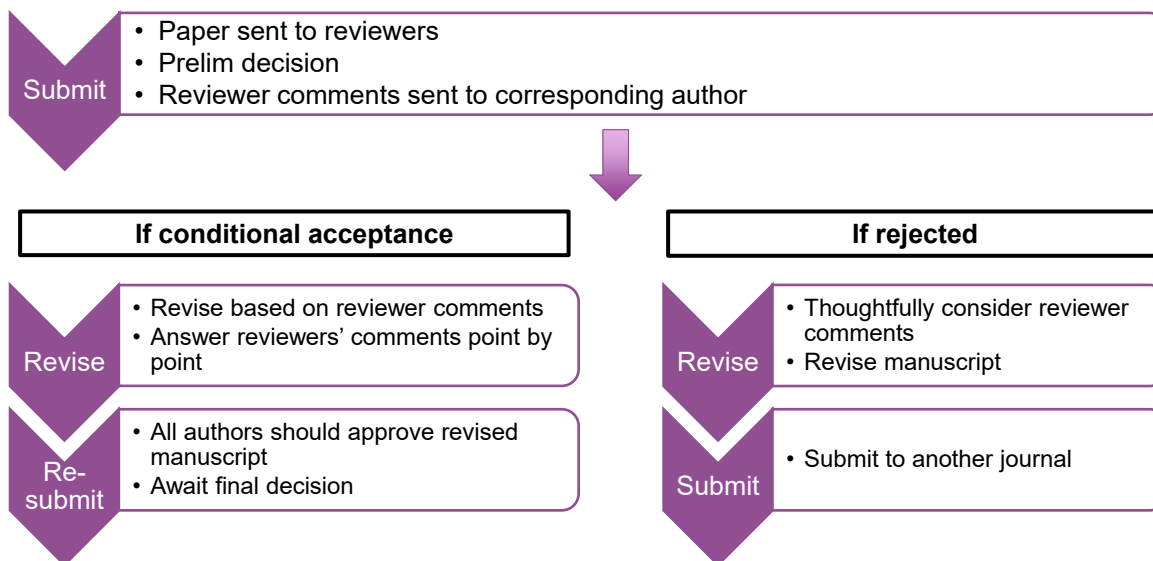 Submit
• Paper sent to reviewers
• Prelim decision
• Reviewer comments sent to corresponding author
If conditional acceptance
Revise
• Revise based on reviewer comments
• Answer reviewers’ comments point by
point
Re-
submit
• All authors should approve revised
manuscript
• Await final decision
If rejected
Revise
• Thoughtfully consider reviewer
comments
• Revise manuscript
Submit
• Submit to another journal